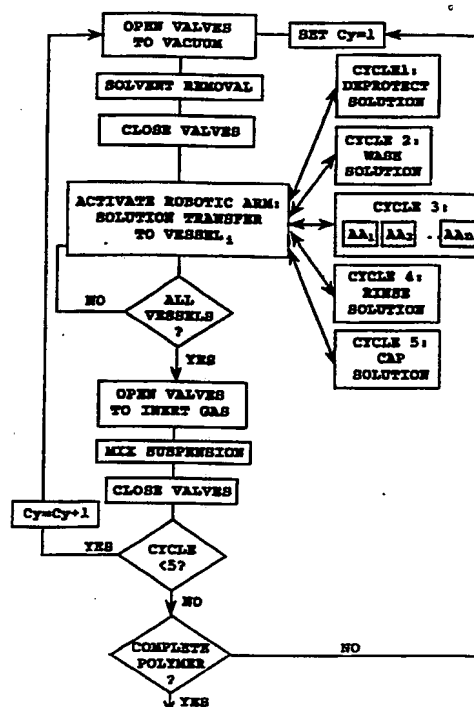 OPEN VALVES
TO VACUUM
SET Cy=1
SOLVENT REMOVAL
CLOSE VALVES
CYCLE1:
DEPROTECT
SOLUTION
CYCLE 2:
WASH
SOLUTION
ACTIVATE ROBOTIC ARM:
SOLUTION TRANSFER
TO VESSELi
CYCLE 3:
AA1 AA2 .. AAn
CYCLE 4:
RINSE
SOLUTION
CYCLE 5:
CAP
SOLUTION
NO
ALL
VESSELS
?
YES
OPEN VALVES
TO INERT GAS
MIX SUSPENSION
CLOSE VALVES
Cy=Cy+1
YES
CYCLE
<5?
NO
COMPLETE
POLYMER
?
NO
YES